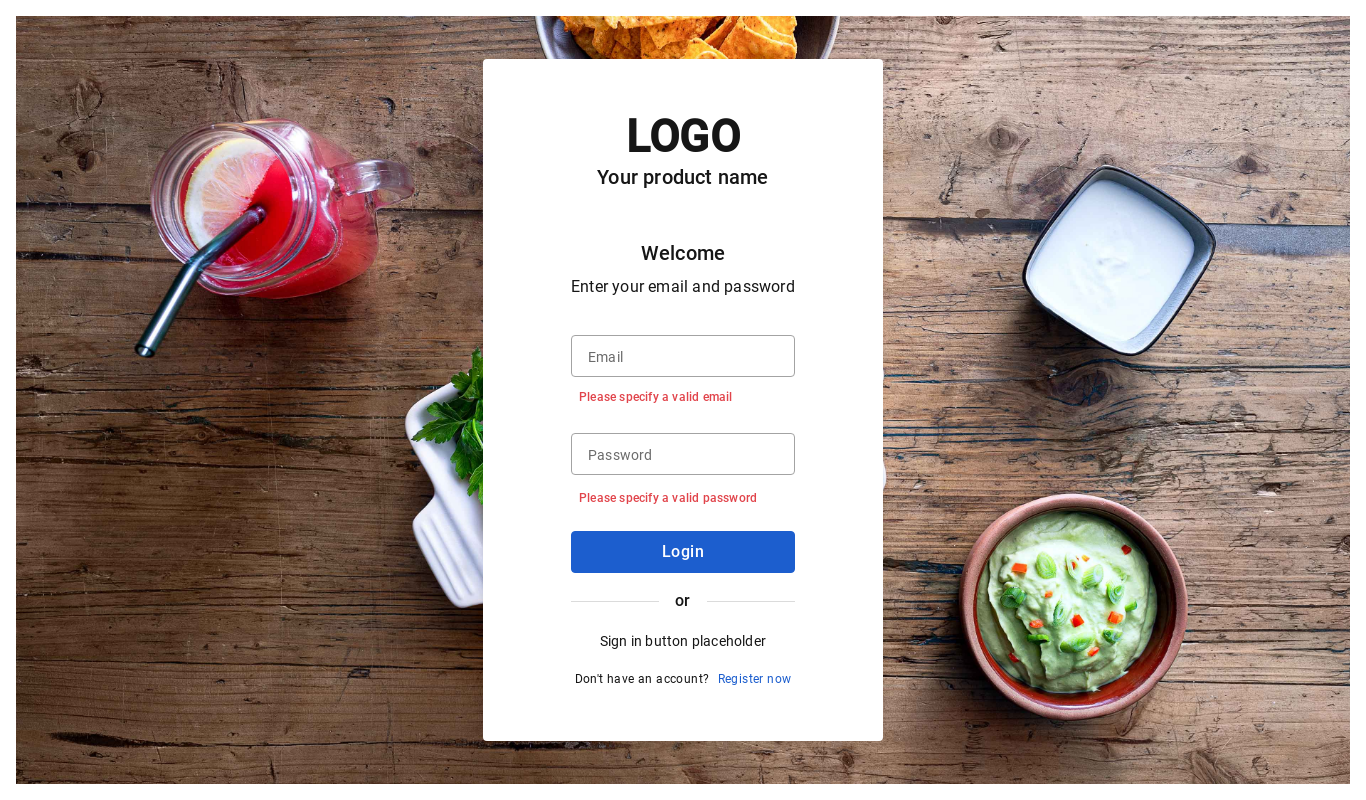 LOGO
Your product name
Welcome
Enter your email and password
Email
Please specify a valid email
Password
Please specify a valid password
Login
or
Sign in button placeholder
Don't have an account? Register now